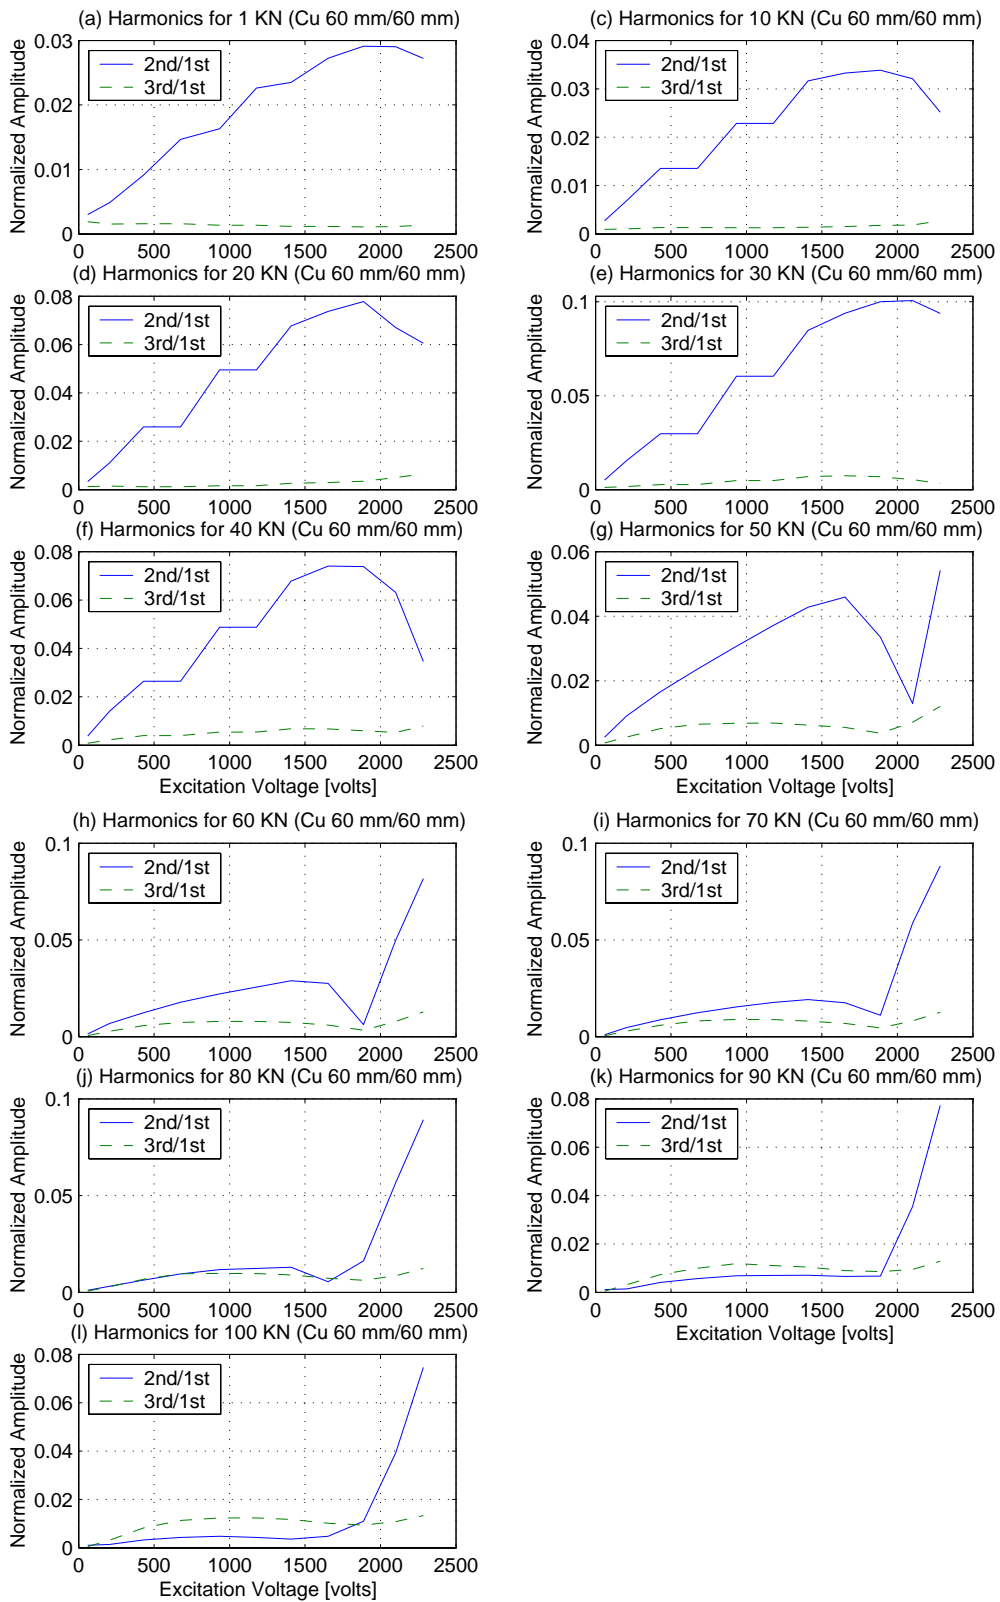 (a) Harmonics for 1 KN (Cu 60 mm/60 mm)
Normalized Amplitude
0.03
0.02
0.01
0
2nd/1st
3rd/1st
0 500 1000 1500 2000 2500
(c) Harmonics for 10 KN (Cu 60 mm/60 mm)
Normalized Amplitude
0.04
0.03
0.02
0.01
0
2nd/1st
3rd/1st
0 500 1000 1500 2000 2500
(d) Harmonics for 20 KN (Cu 60 mm/60 mm)
Normalized Amplitude
0.08
0.06
0.04
0.02
0
2nd/1st
3rd/1st
0 500 1000 1500 2000 2500
(e) Harmonics for 30 KN (Cu 60 mm/60 mm)
Normalized Amplitude
0.1
0.05
0
2nd/1st
3rd/1st
0 500 1000 1500 2000 2500
(f) Harmonics for 40 KN (Cu 60 mm/60 mm)
Normalized Amplitude
0.08
0.06
0.04
0.02
0
2nd/1st
3rd/1st
0 500 1000 1500 2000 2500
Excitation Voltage [volts]
(g) Harmonics for 50 KN (Cu 60 mm/60 mm)
Normalized Amplitude
0.06
0.04
0.02
0
2nd/1st
3rd/1st
0 500 1000 1500 2000 2500
Excitation Voltage [volts]
(h) Harmonics for 60 KN (Cu 60 mm/60 mm)
Normalized Amplitude
0.1
0.05
0
2nd/1st
3rd/1st
0 500 1000 1500 2000 2500
(i) Harmonics for 70 KN (Cu 60 mm/60 mm)
Normalized Amplitude
0.1
0.05
0
2nd/1st
3rd/1st
0 500 1000 1500 2000 2500
(j) Harmonics for 80 KN (Cu 60 mm/60 mm)
Normalized Amplitude
0.1
0.05
0
2nd/1st
3rd/1st
0 500 1000 1500 2000 2500
(k) Harmonics for 90 KN (Cu 60 mm/60 mm)
Normalized Amplitude
0.08
0.06
0.04
0.02
0
2nd/1st
3rd/1st
0 500 1000 1500 2000 2500
Excitation Voltage [volts]
(l) Harmonics for 100 KN (Cu 60 mm/60 mm)
Normalized Amplitude
0.08
0.06
0.04
0.02
0
2nd/1st
3rd/1st
0 500 1000 1500 2000 2500
Excitation Voltage [volts]